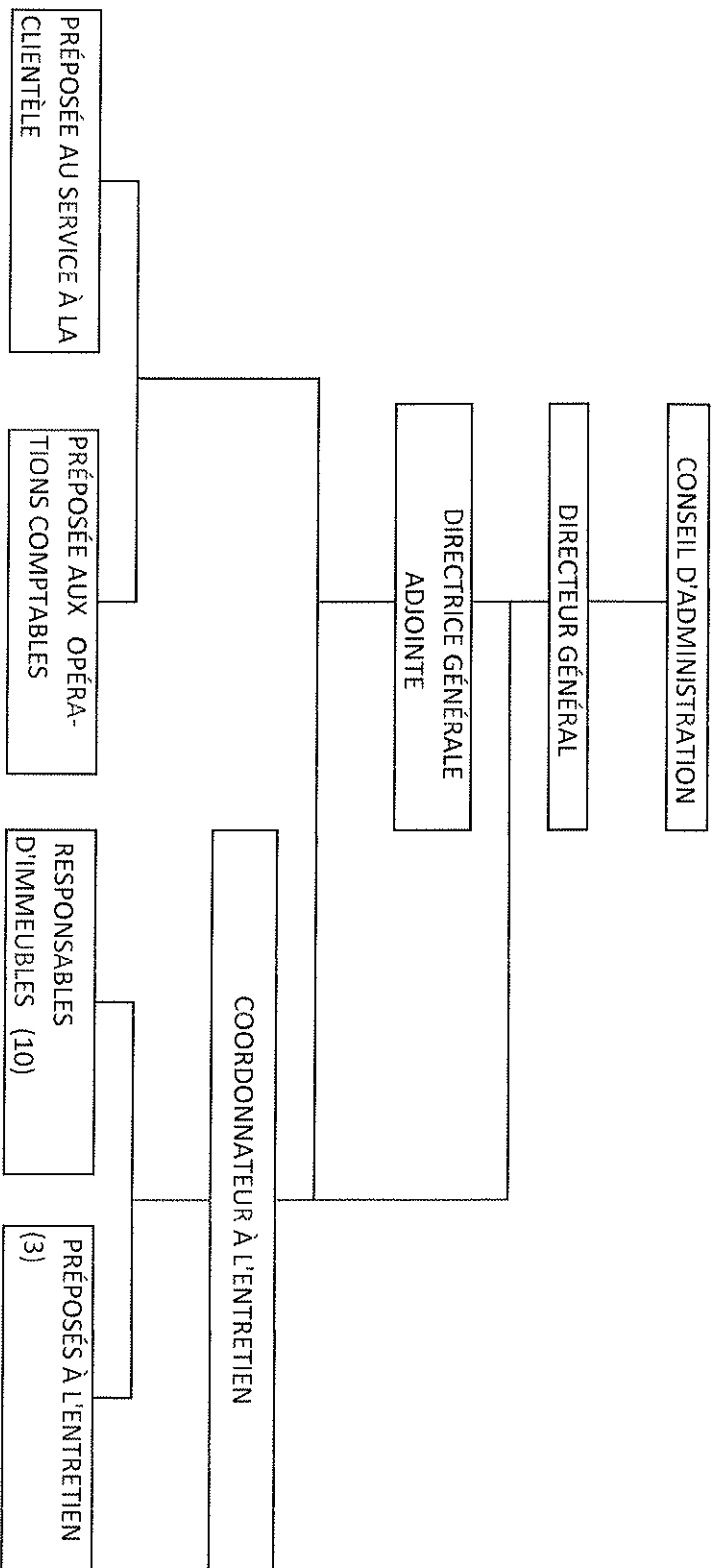 CONSEIL D'ADMINISTRATION
DIRECTEUR GÉNÉRAL
DIRECTRICE GÉNÉRALE
ADJOINTE
COORDONNATEUR À L'ENTRETIEN
PRÉPOSÉE AU SERVICE À LA
CLIENTÈLE
PRÉPOSÉE AUX OPÉRA-
TIONS COMPTABLES
RESPONSABLES
D'IMMEUBLES (10)
PRÉPOSÉS À L'ENTRETIEN
(3)